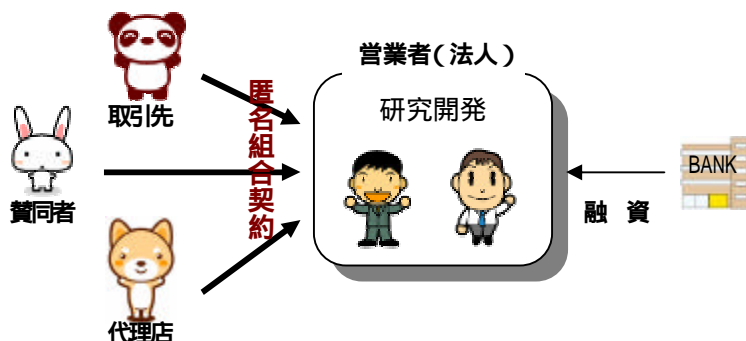 営業者(法人)
研究開発
取引先
賛同者
代理店
匿名組合契約
融 資
BANK